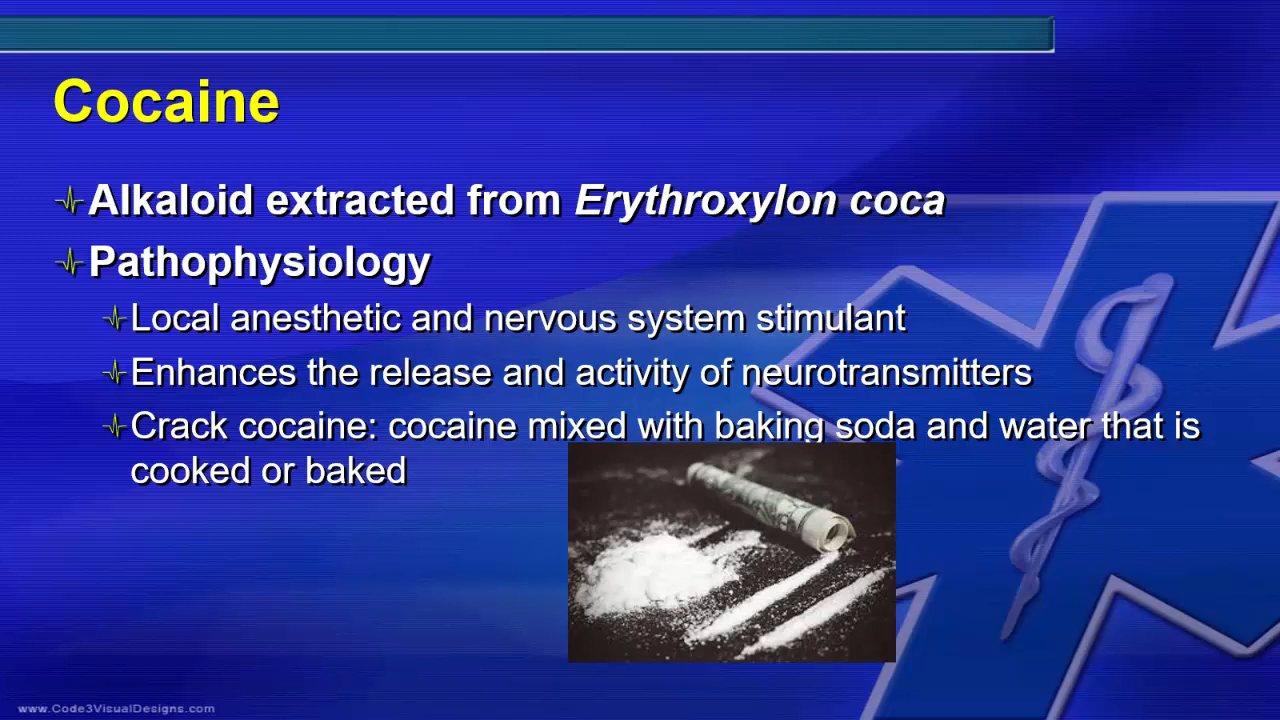 Cocaine
Alkaloid extracted from Erythroxylon coca
Pathophysiology
Local anesthetic and nervous system stimulant
Enhances the release and activity of neurotransmitters
Crack cocaine: cocaine mixed with baking soda and water that is
cooked or baked
www.Code3VisualDesigns.com